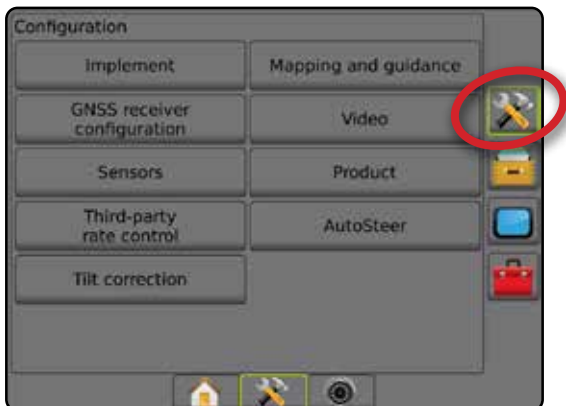 Configuration
Implement
Mapping and guidance
GNSS receiver
configuration
Video
Sensors
Product
Third-party
rate control
AutoSteer
Tilt correction